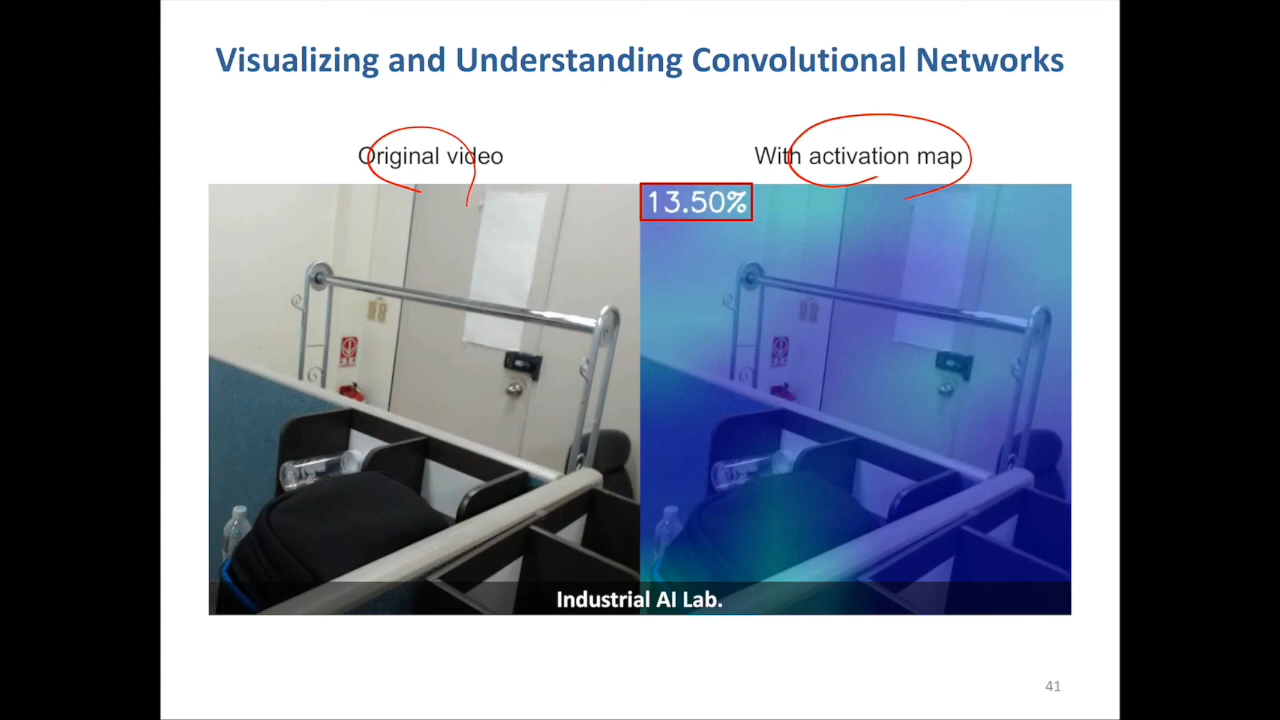 Visualizing and Understanding Convolutional Networks
Original video
With activation map
13.50%
Industrial AI Lab.
41